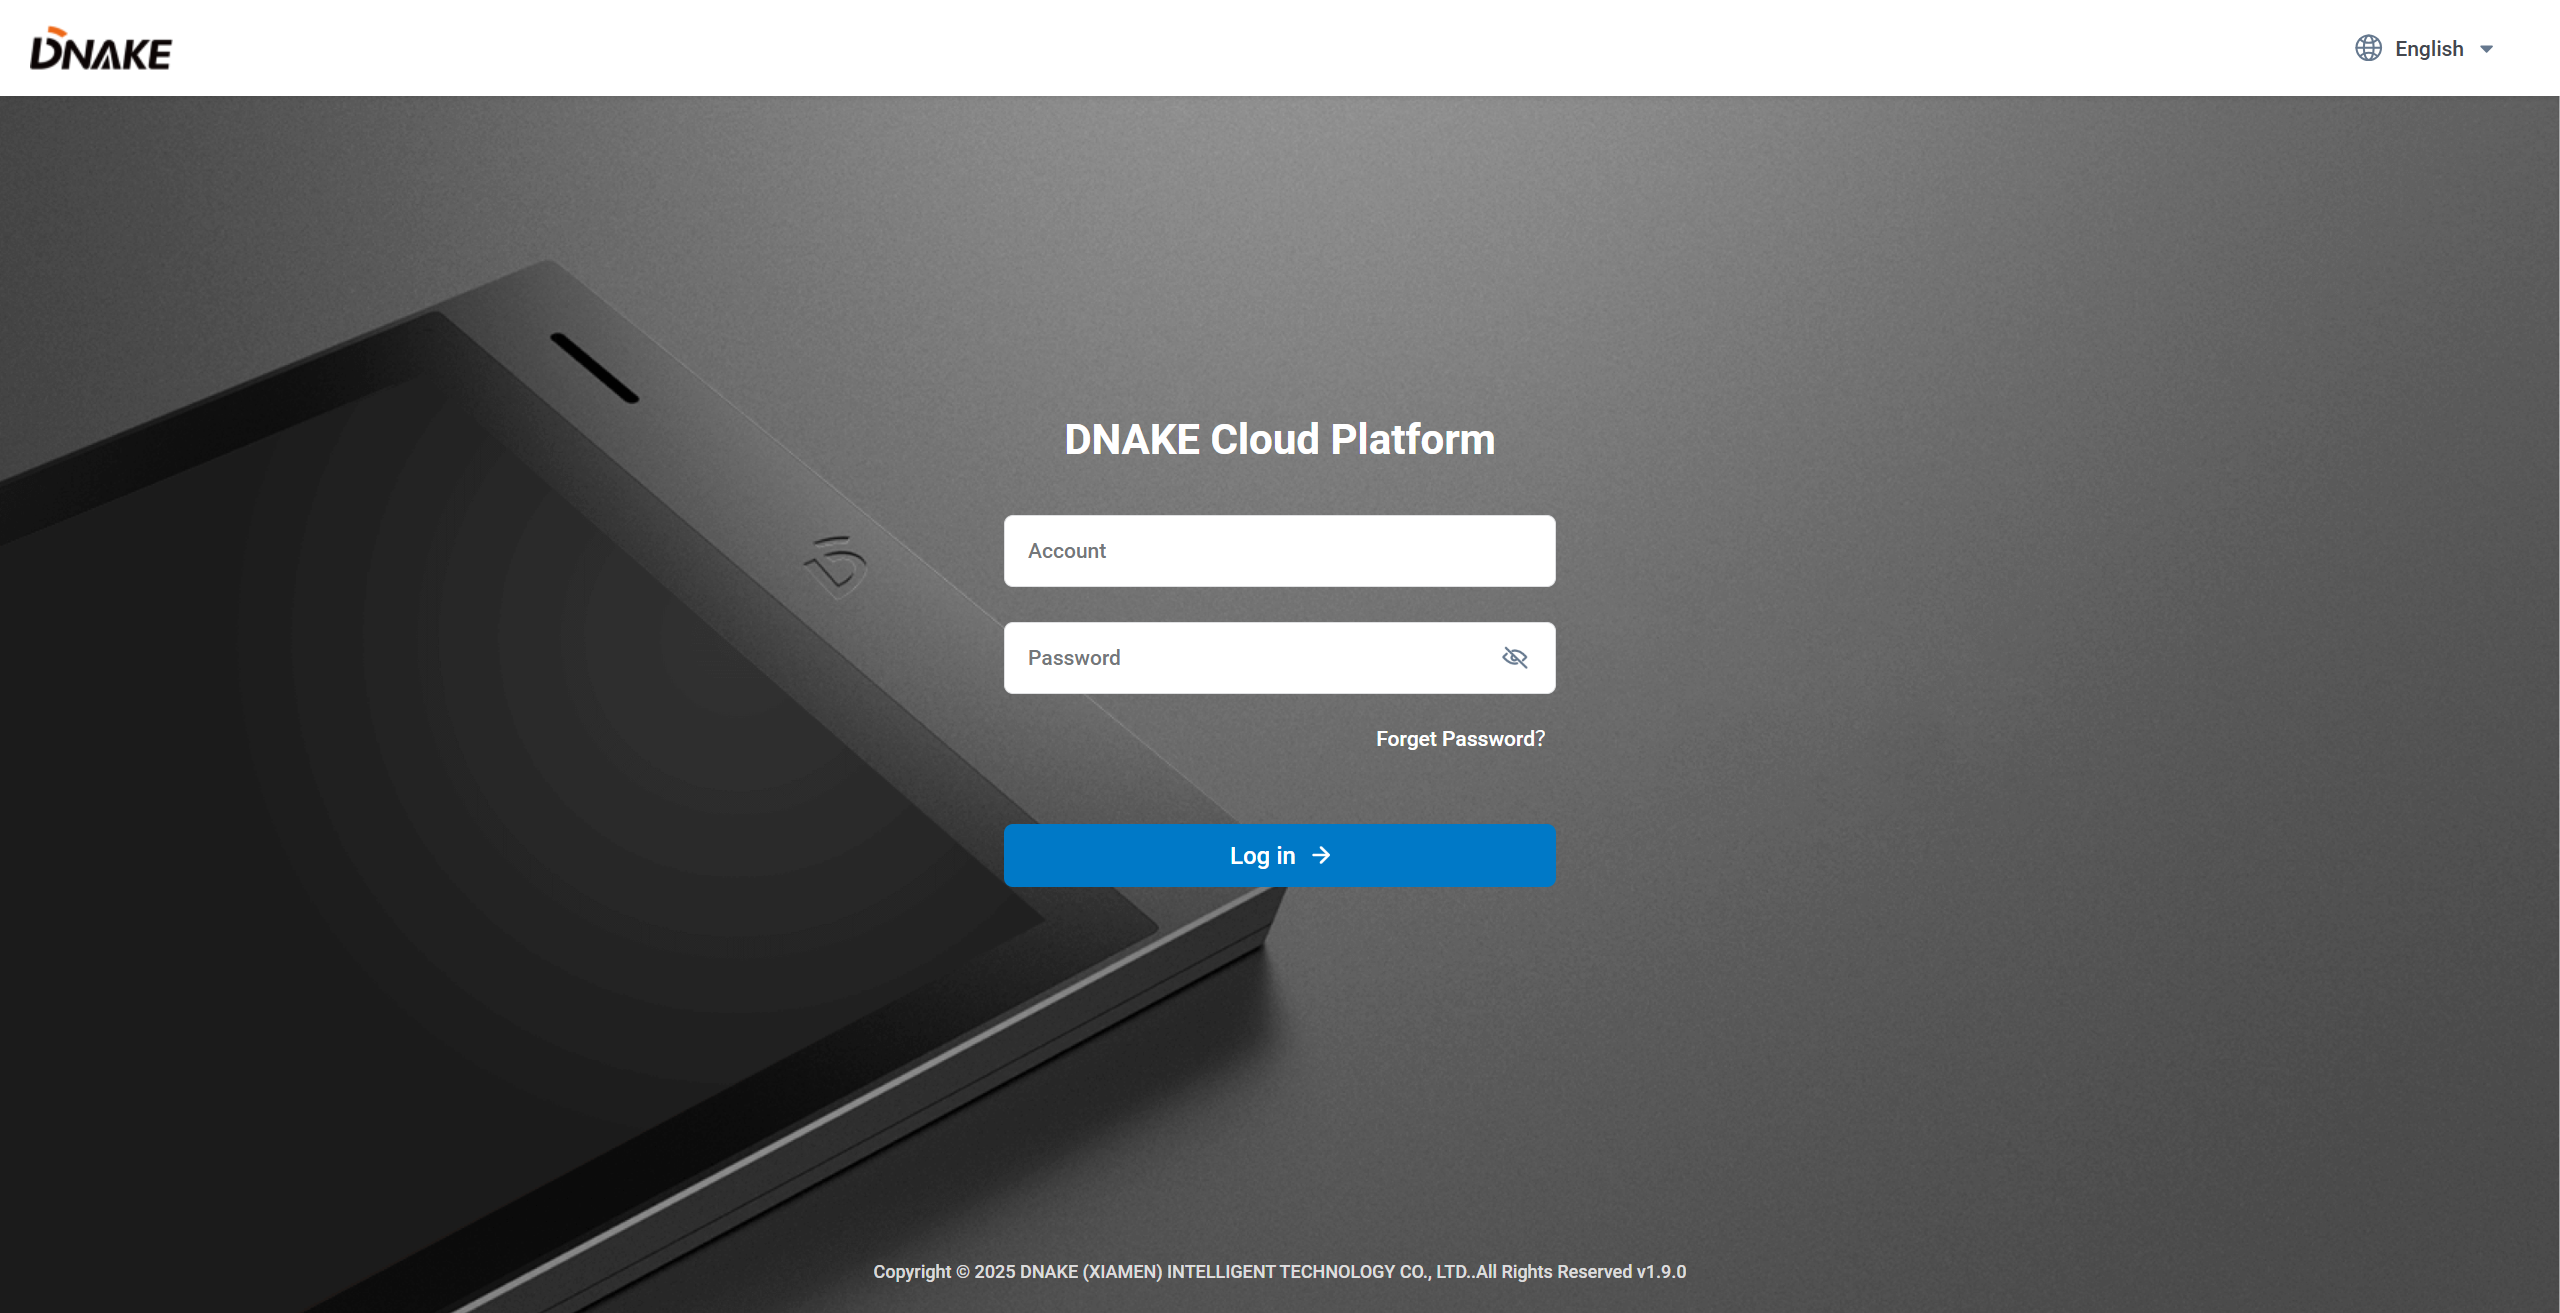 DNAKE
English
DNAKE Cloud Platform
Account
Password
Forget Password?
Log in
Copyright © 2025 DNAKE (XIAMEN) INTELLIGENT TECHNOLOGY CO., LTD..All Rights Reserved v1.9.0